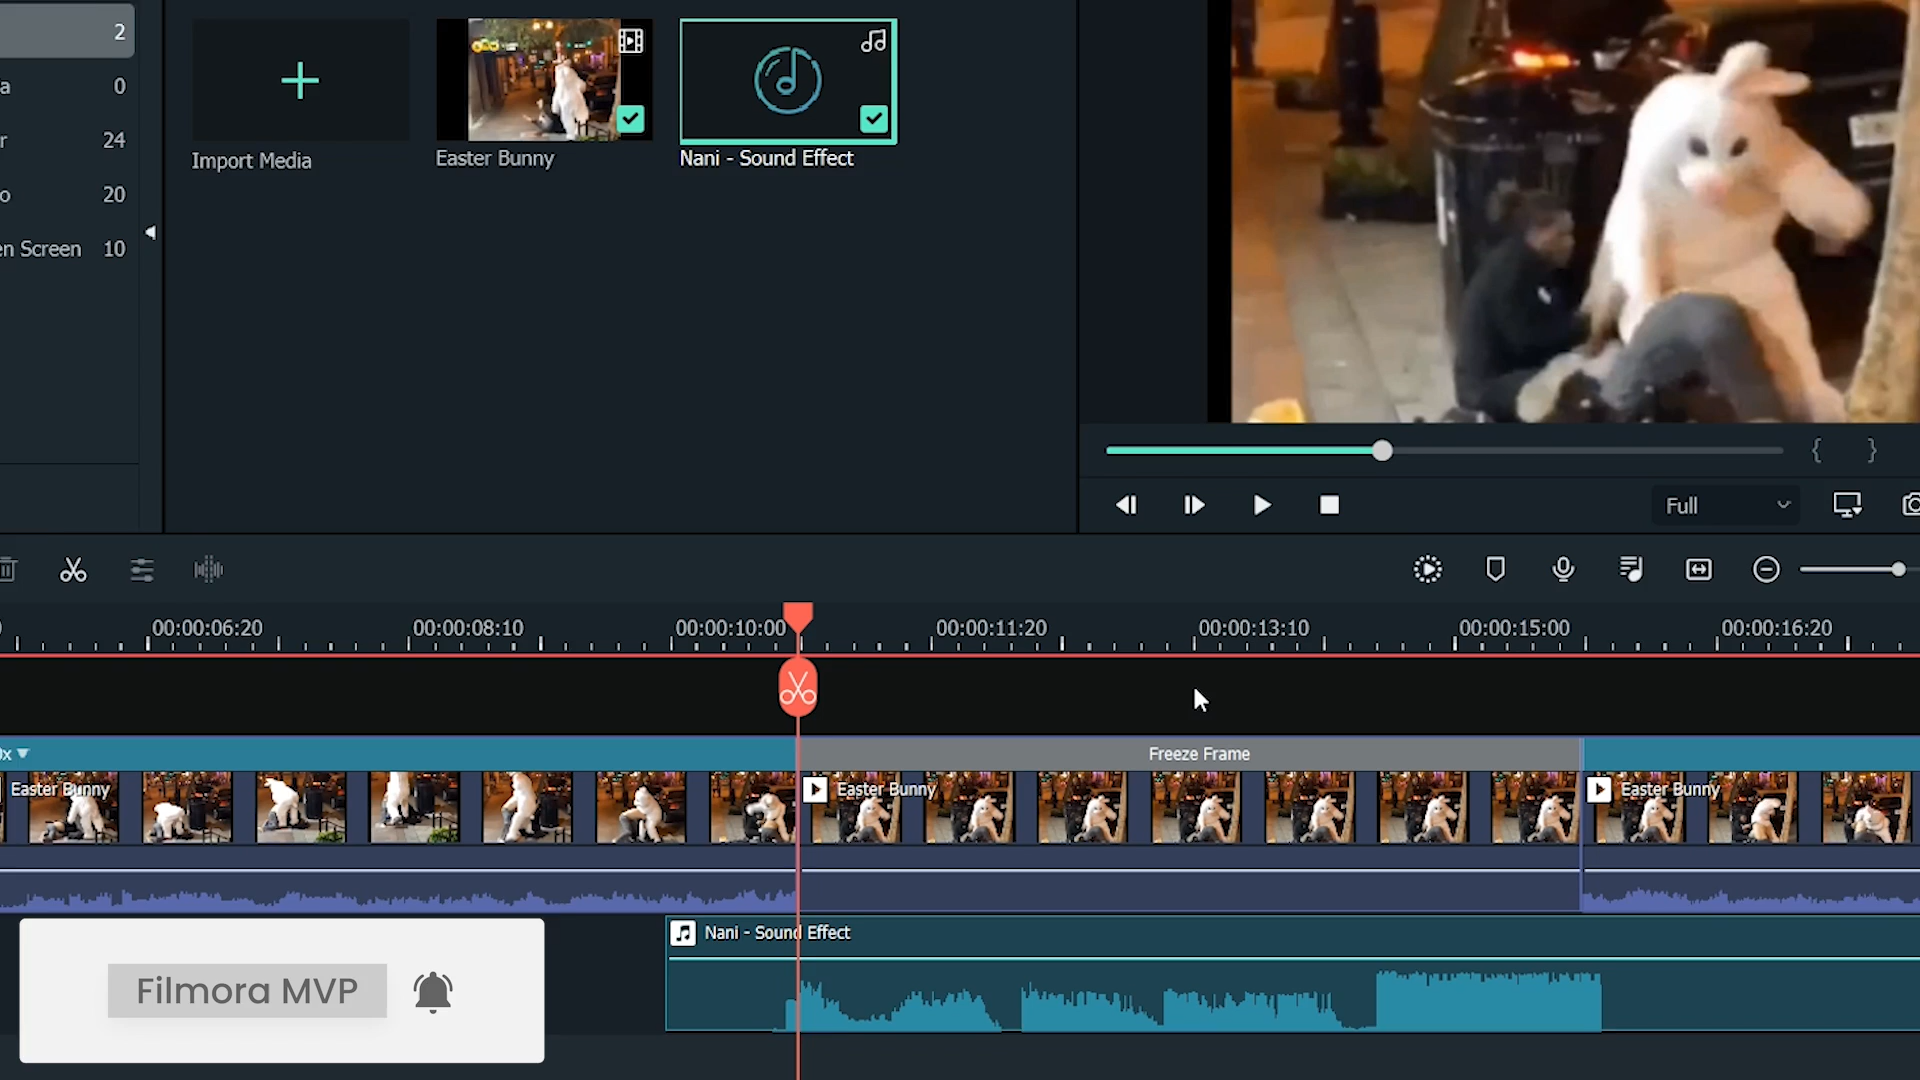 2
a 0
r 24
o 20
en Screen 10
Import Media
Easter Bunny
Nani - Sound Effect
{ }
Full
00:00:06:20
00:00:08:10
00:00:10:00
00:00:11:20
00:00:13:10
00:00:15:00
00:00:16:20
x
Freeze Frame
Easter Bunny
Easter Bunny
Easter Bunny
Nani - Sound Effect
Filmora MVP